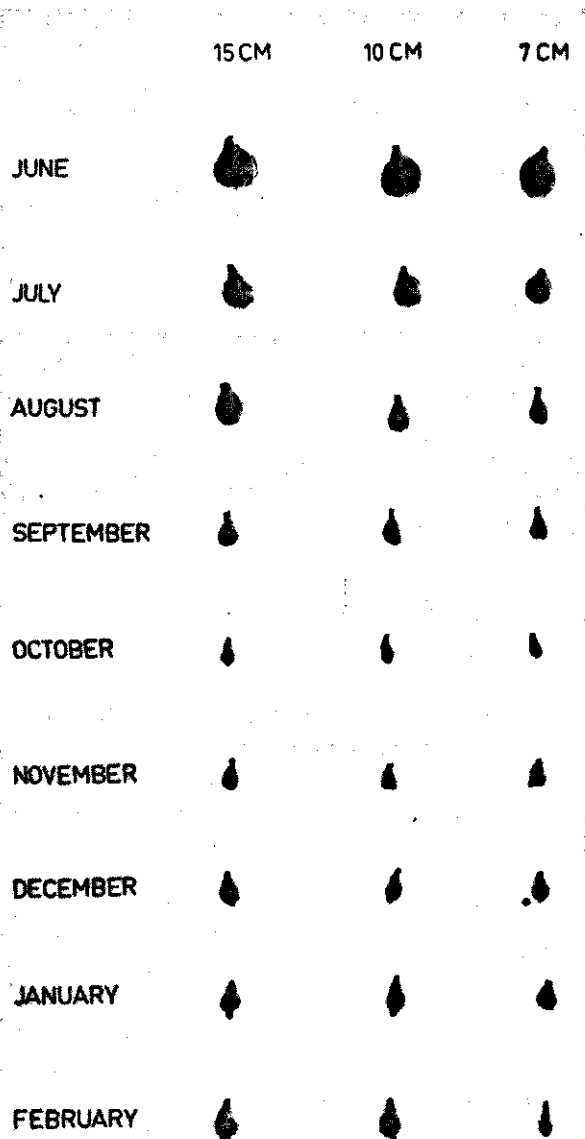 15 CM 10 CM 7 CM
JUNE
JULY
AUGUST
SEPTEMBER
OCTOBER
NOVEMBER
DECEMBER
JANUARY
FEBRUARY